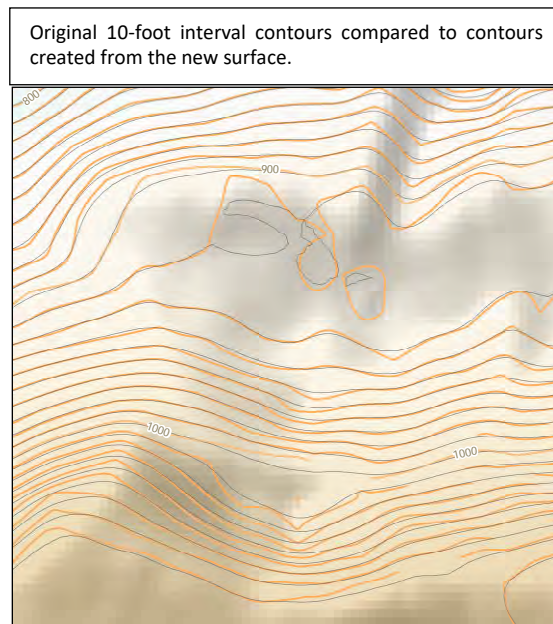 Original 10-foot interval contours compared to contours
created from the new surface.
800
900
1000
1000